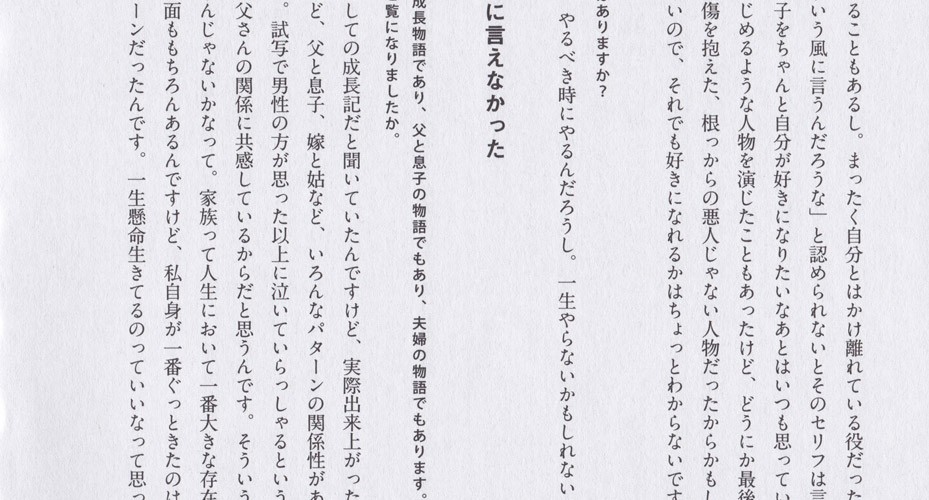 ることもあるし。まったく自分とはかけ離れている役だっ
いう風に言うんだろうな」と認められないとそのセリフは言
子をちゃんと自分が好きになりたいなあとはいつも思ってい
じめるような人物を演じたこともあったけど、どうにか最後
傷を抱えた、根っからの悪人じゃない人物だったからかもし
いので、それでも好きになれるかはちょっとわからないです
ありますか？
やるべき時にやるんだろうし。一生やらないかもしれない
に言えなかった
成長物語であり、父と息子の物語でもあり、夫婦の物語でもあります。
覧になりましたか。
しての成長記だと聞いていたんですけど、実際出来上がった
ど、父と息子、嫁と姑など、いろんなパターンの関係性があ
。試写で男性の方が思った以上に泣いていらっしゃるという
父さんの関係に共感しているからだと思うんです。そういう
んじゃないかなって。家族って人生において一番大きな存在
面ももちろんあるんですけど、私自身が一番ぐっときたのは
ーンだったんです。一生懸命生きてるのっていいなって思っ